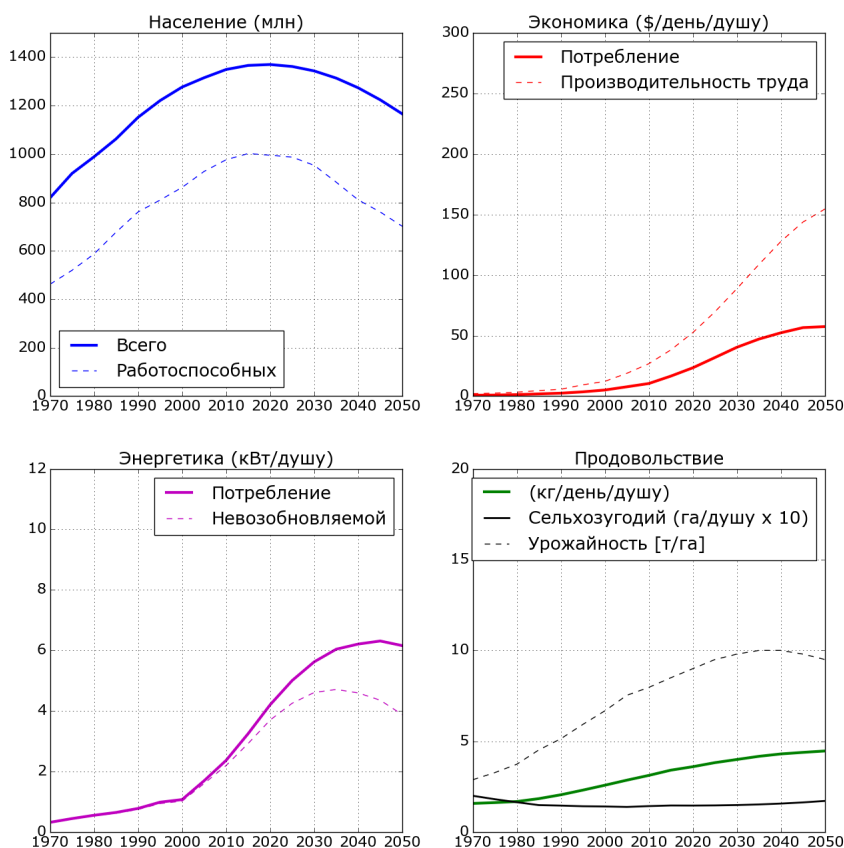 Население (млн)
1400
1200
1000
800
600
400
200
0
Всего
Работоспособных
1970 1980 1990 2000 2010 2020 2030 2040 2050
Экономика ($/день/душу)
300
250
200
150
100
50
0
Потребление
Производительность труда
1970 1980 1990 2000 2010 2020 2030 2040 2050
Энергетика (кВт/душу)
12
10
8
6
4
2
0
Потребление
Невозобновляемой
1970 1980 1990 2000 2010 2020 2030 2040 2050
Продовольствие
20
15
10
5
0
(кг/день/душу)
Сельхозугодий (га/душу x 10)
Урожайность [т/га]
1970 1980 1990 2000 2010 2020 2030 2040 2050